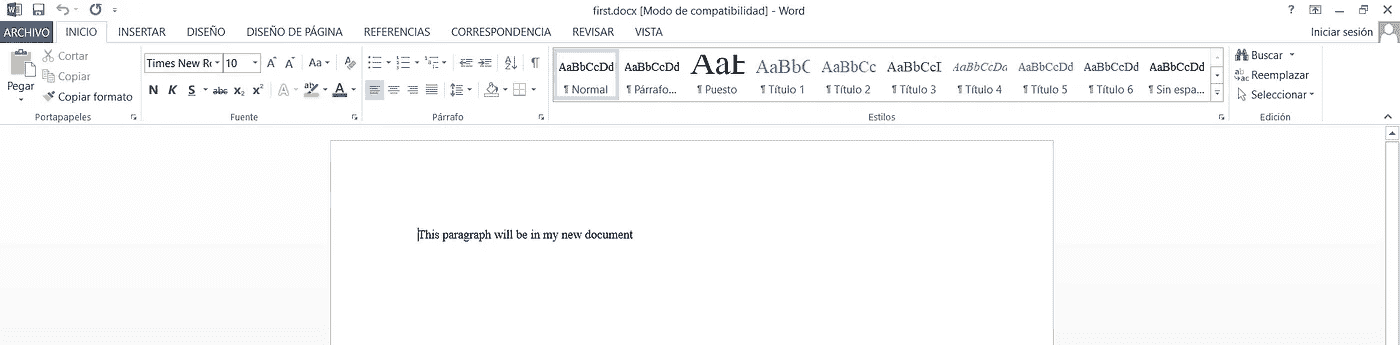 first.docx [Modo de compatibilidad] - Word
ARCHIVO INICIO INSERTAR DISEÑO DISEÑO DE PÁGINA REFERENCIAS CORRESPONDENCIA REVISAR VISTA Iniciar sesión
Pegar
Cortar
Copiar
Copiar formato
Portapapeles
Times New R 10 Aa
N K S abc x₂ x² A A
Fuente
Párrafo
AaBbCcDd AaBbCcDd AaB AaBbC AaBbCc AaBbCcI AaBbCcDa AaBbCcDd AaBbCcDd AaBbCcDd
¶ Normal ¶ Párrafo... ¶ Puesto ¶ Título 1 ¶ Título 2 ¶ Título 3 ¶ Título 4 ¶ Título 5 ¶ Título 6 ¶ Sin espa...
Estilos
Buscar
Reemplazar
Seleccionar
Edición
This paragraph will be in my new document